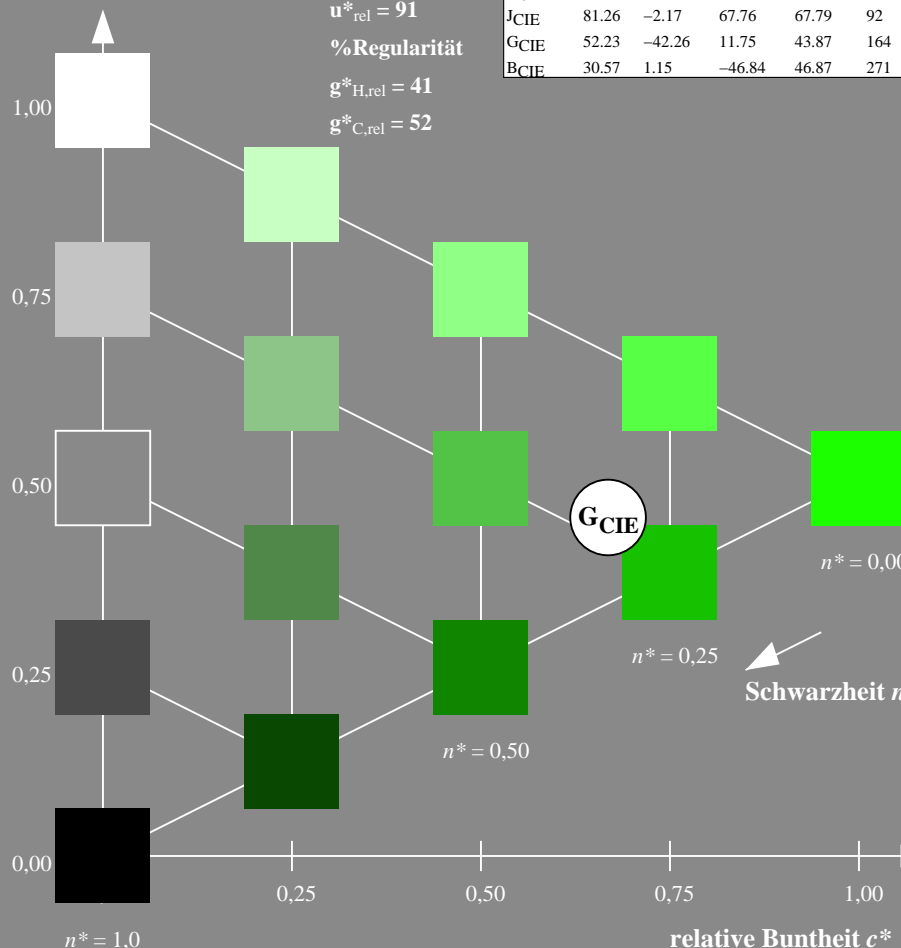 u*rel = 91
%Regularität
g*H,rel = 41
g*C,rel = 52
JCIE 81.26 −2.17 67.76 67.79 92
GCIE 52.23 −42.26 11.75 43.87 164
BCIE 30.57 1.15 −46.84 46.87 271
1,00
0,75
0,50
0,25
0,00
GCIE
n* = 0,00
n* = 0,25
Schwarzheit n
n* = 0,50
0,25 0,50 0,75 1,00
n* = 1,0
relative Buntheit c*